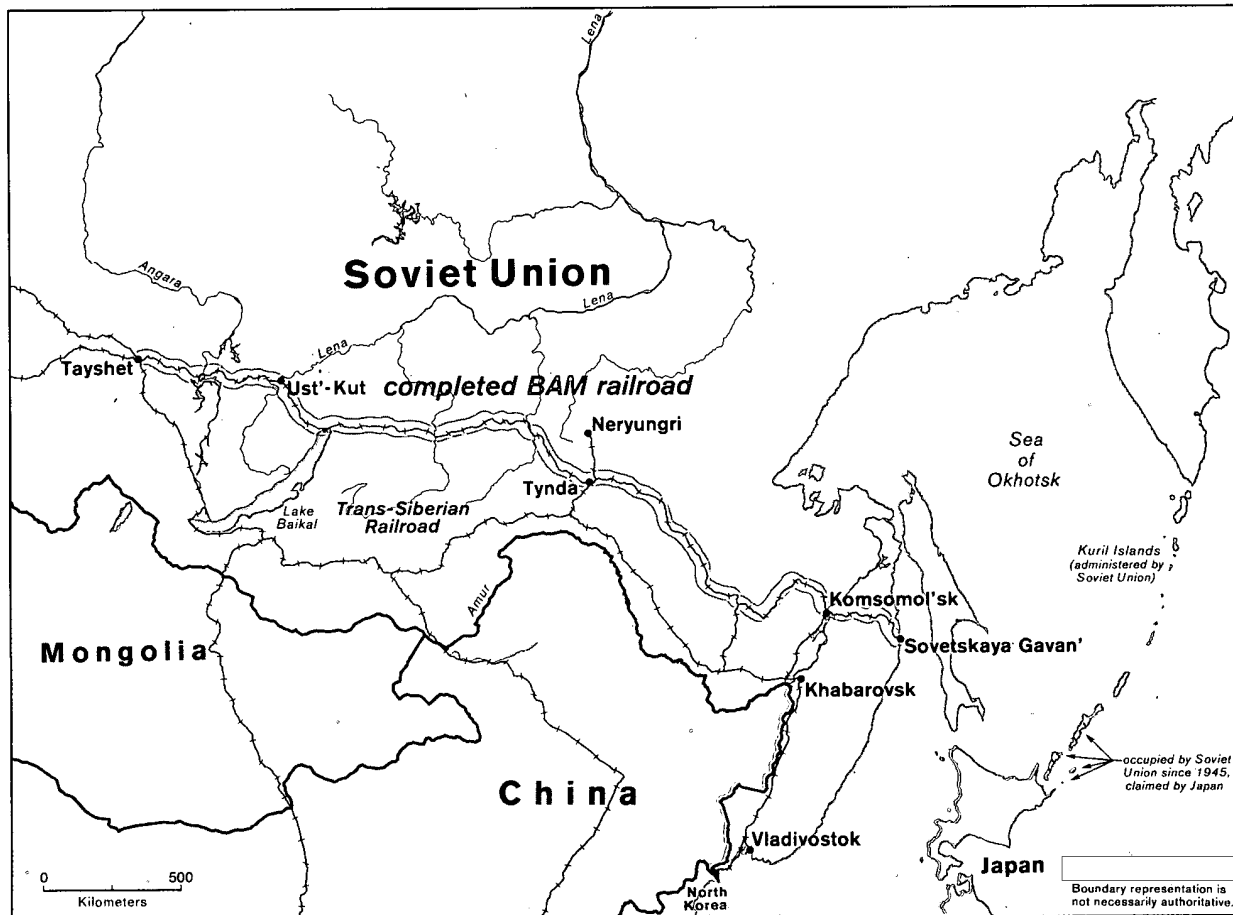 Lena
Angara
Soviet Union
Lena
Lena
Tayshet
Ust'-Kut
completed BAM railroad
Neryungri
Sea
of
Okhotsk
Tynda
Lake
Baikal
Trans-Siberian
Railroad
Kuril Islands
(administered by
Soviet Union)
Amur
Komsomol'sk
Mongolia
Sovetskaya Gavan'
Khabarovsk
occupied by Soviet
Union since 1945,
claimed by Japan
China
Vladivostok
Japan
0 500
Kilometers
North
Korea
Boundary representation is
not necessarily authoritative.